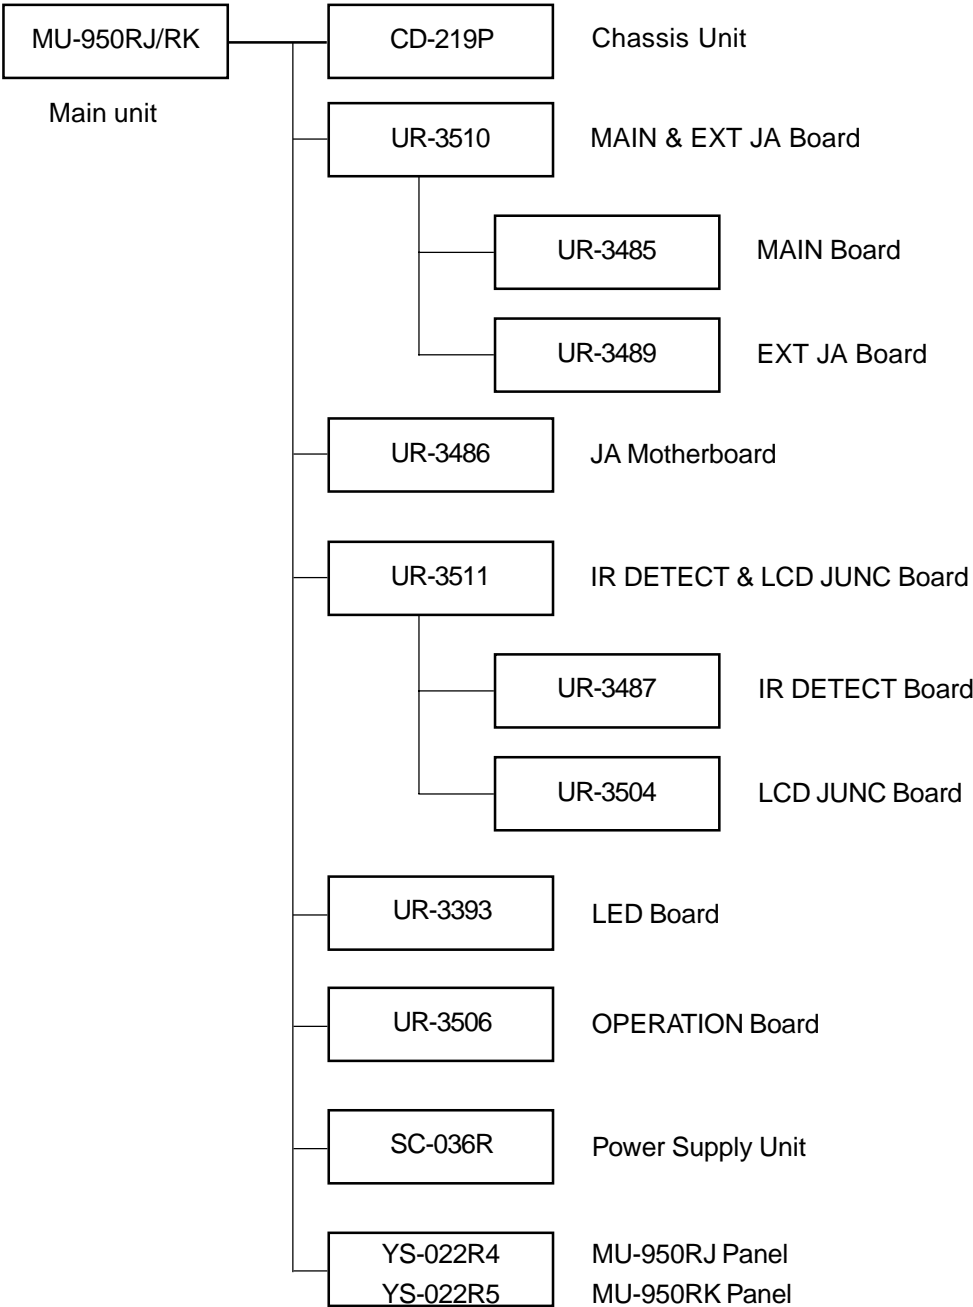 MU-950RJ/RK
CD-219P
Chassis Unit
Main unit
UR-3510
MAIN & EXT JA Board
UR-3485
MAIN Board
UR-3489
EXT JA Board
UR-3486
JA Motherboard
UR-3511
IR DETECT & LCD JUNC Board
UR-3487
IR DETECT Board
UR-3504
LCD JUNC Board
UR-3393
LED Board
UR-3506
OPERATION Board
SC-036R
Power Supply Unit
YS-022R4
MU-950RJ Panel
YS-022R5
MU-950RK Panel